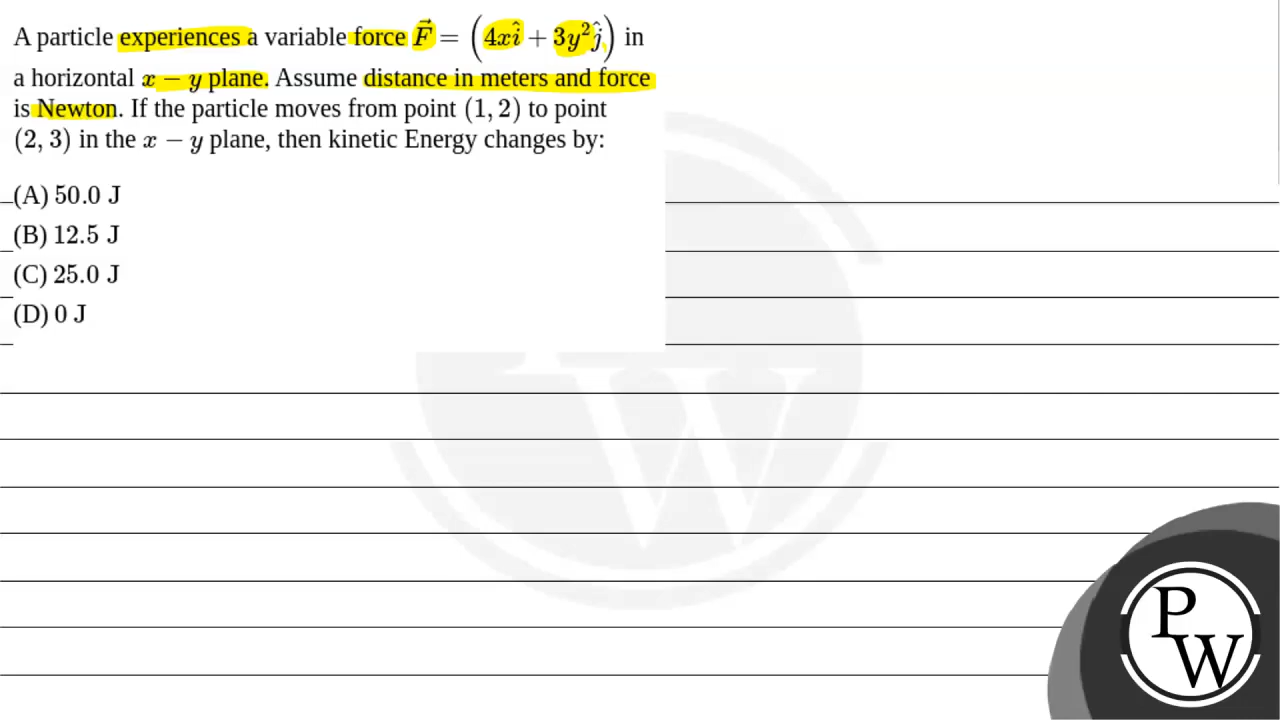 A particle experiences a variable force $\vec{F} = \left(4x\hat{i} + 3y^2\hat{j}\right)$ in
a horizontal $x - y$ plane. Assume distance in meters and force
is Newton. If the particle moves from point $(1, 2)$ to point
$(2, 3)$ in the $x - y$ plane, then kinetic Energy changes by:
(A) 50.0 J
(B) 12.5 J
(C) 25.0 J
(D) 0 J
W
P
W